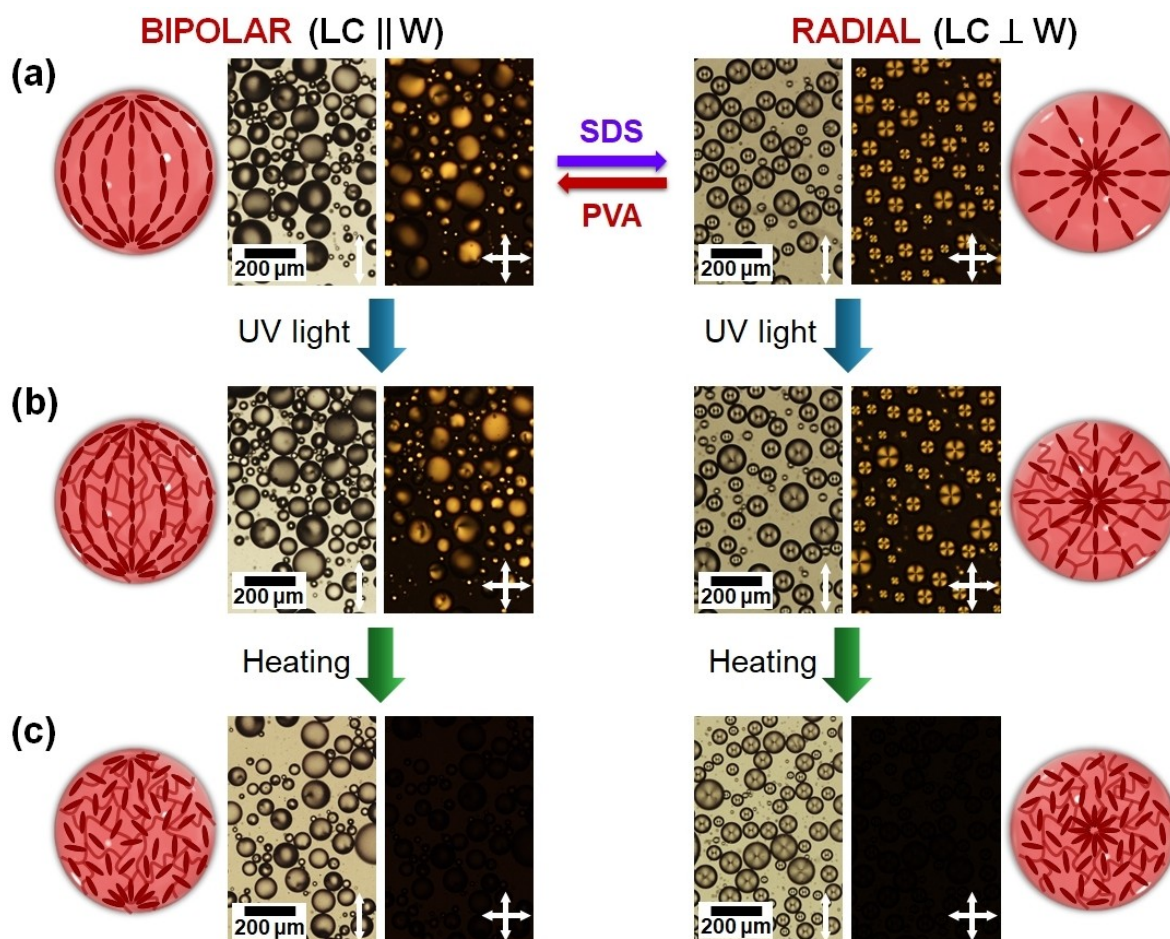 BIPOLAR (LC || W)
RADIAL (LC ⊥ W)
(a)
SDS
PVA
200 µm
200 µm
UV light
UV light
(b)
200 µm
200 µm
Heating
Heating
(c)
200 µm
200 µm